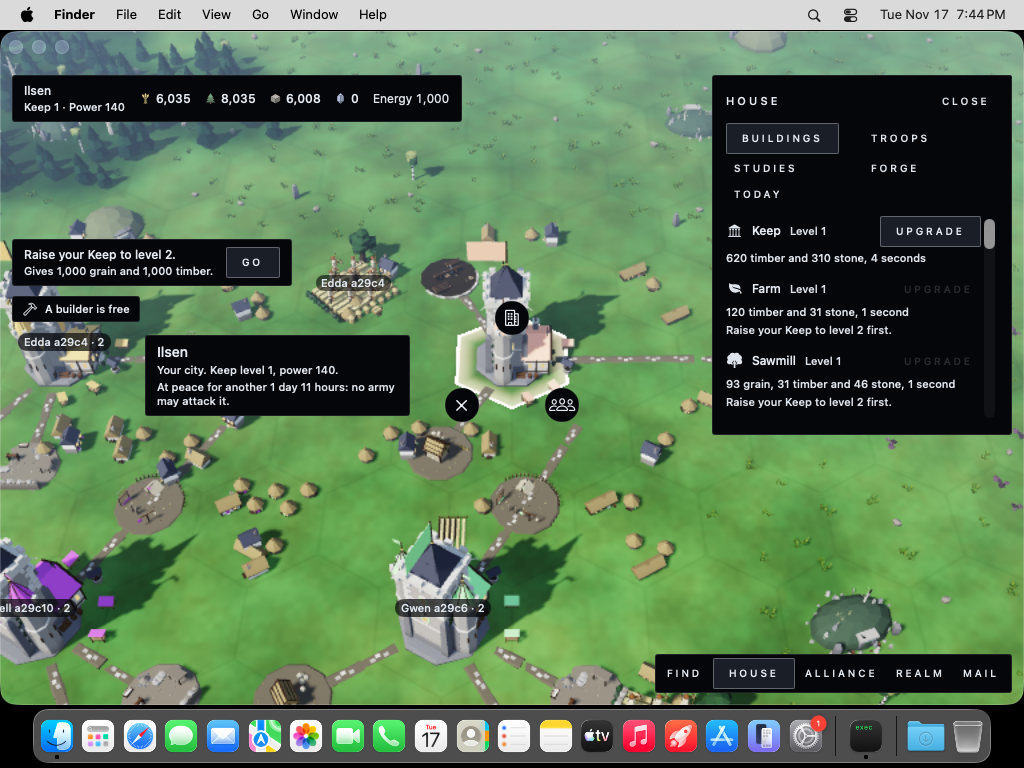 Finder File Edit View Go Window Help Tue Nov 17 7:44 PM
Ilsen
Keep 1 · Power 140
6,035 8,035 6,008 0 Energy 1,000
HOUSE CLOSE
BUILDINGS TROOPS
STUDIES FORGE
TODAY
Keep Level 1 UPGRADE
620 timber and 310 stone, 4 seconds
Farm Level 1 UPGRADE
120 timber and 31 stone, 1 second
Raise your Keep to level 2 first.
Sawmill Level 1 UPGRADE
93 grain, 31 timber and 46 stone, 1 second
Raise your Keep to level 2 first.
Raise your Keep to level 2.
Gives 1,000 grain and 1,000 timber.
GO
A builder is free
Edda a29c4
Edda a29c4 · 2
Ilsen
Your city. Keep level 1, power 140.
At peace for another 1 day 11 hours: no army
may attack it.
ell a29c10 · 2
Gwen a29c6 · 2
FIND HOUSE ALLIANCE REALM MAIL
Tue
17
tv
1
exec